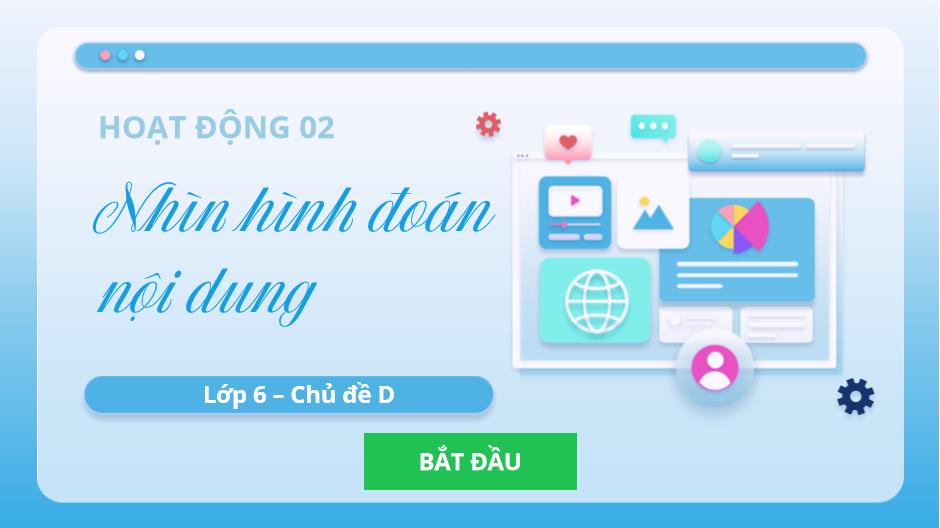 HOẠT ĐỘNG 02
Nhìn hình đoán
nội dung
Lớp 6 – Chủ đề D
BẮT ĐẦU